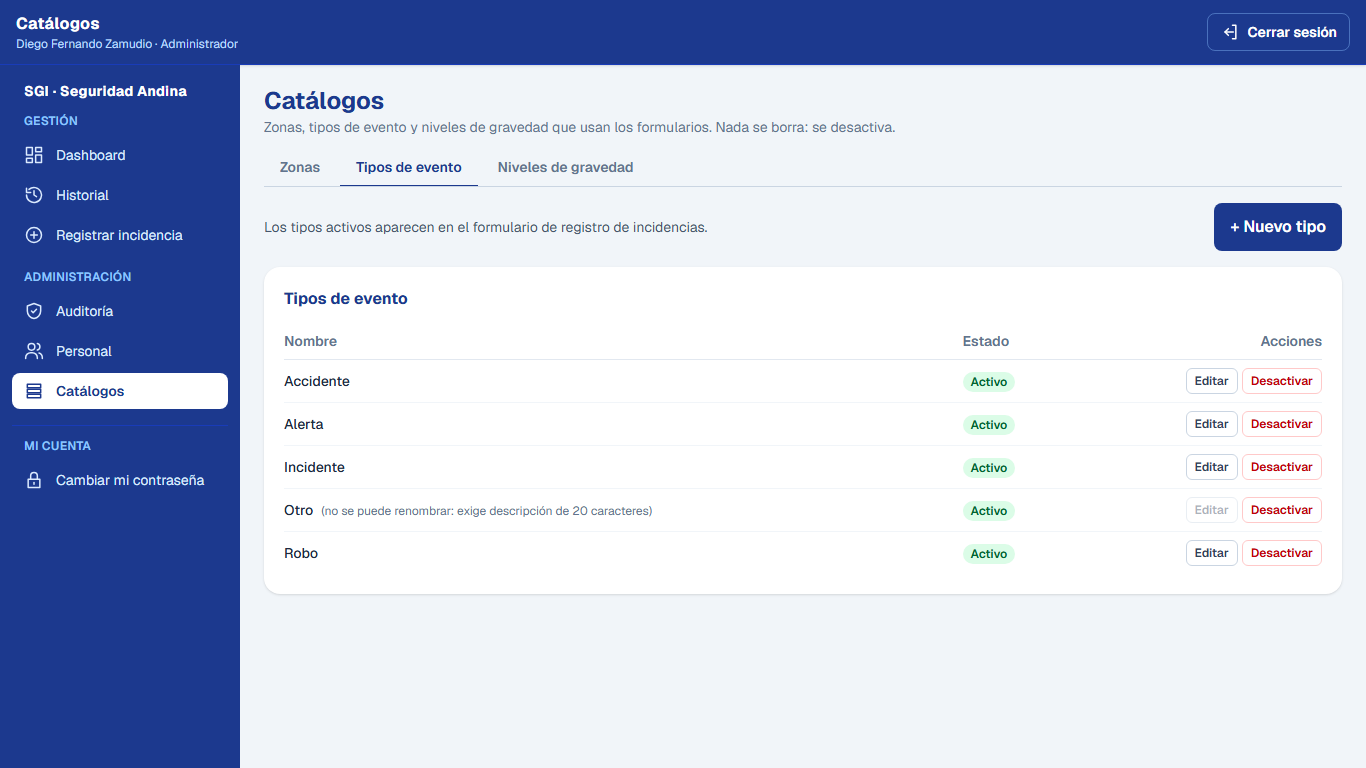 Catálogos
Diego Fernando Zamudio · Administrador
Cerrar sesión
SGI · Seguridad Andina
GESTIÓN
Dashboard
Historial
Registrar incidencia
ADMINISTRACIÓN
Auditoría
Personal
Catálogos
MI CUENTA
Cambiar mi contraseña
Catálogos
Zonas, tipos de evento y niveles de gravedad que usan los formularios. Nada se borra: se desactiva.
Zonas Tipos de evento Niveles de gravedad
Los tipos activos aparecen en el formulario de registro de incidencias.
+ Nuevo tipo
Tipos de evento
Nombre Estado Acciones
Accidente Activo Editar Desactivar
Alerta Activo Editar Desactivar
Incidente Activo Editar Desactivar
Otro (no se puede renombrar: exige descripción de 20 caracteres) Activo Editar Desactivar
Robo Activo Editar Desactivar